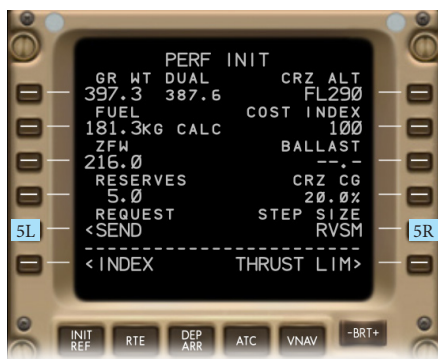 PERF INIT
GR WT DUAL CRZ ALT
397.3 387.6 FL290
FUEL COST INDEX
181.3KG CALC 100
ZFW BALLAST
216.0 --.-
RESERVES CRZ CG
5.0 20.0%
REQUEST STEP SIZE
5L <SEND RVSM 5R
--------------------------------
<INDEX THRUST LIM>
INIT REF RTE DEP ARR ATC VNAV -BRT+